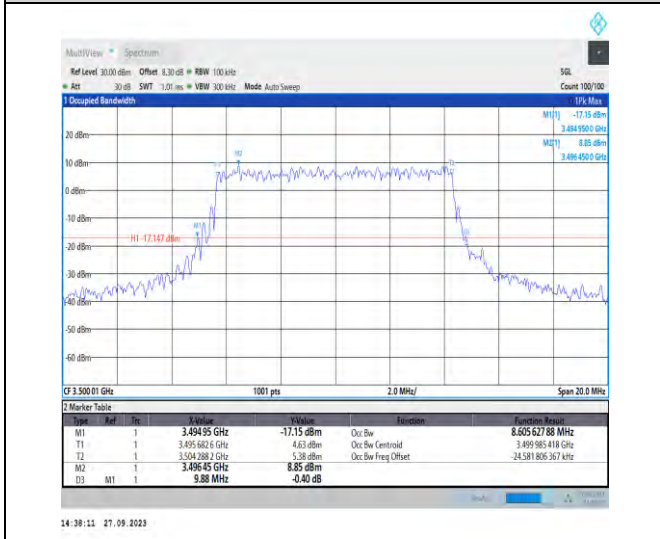 MultiView Spectrum
Ref Level 30.00 dBm Offset 8.30 dB RBW 100 kHz SGL
Att 30 dB SWT 1.01 ms VBW 300 kHz Mode Auto Sweep Count 100/100
1 Occupied Bandwidth 1Pk Max
M1[1] -17.15 dBm
3.494 950 0 GHz
M2[1] 8.85 dBm
3.496 450 0 GHz
20 dBm
10 dBm
0 dBm
-10 dBm
-20 dBm
-30 dBm
-40 dBm
-50 dBm
-60 dBm
M2
T2
M1
H1 -17.147 dBm
CF 3.500 01 GHz 1001 pts 2.0 MHz/ Span 20.0 MHz
2 Marker Table
Type Ref Trc X-Value Y-Value Function Function Result
M1 1 3.494 95 GHz -17.15 dBm Occ Bw 8.605 627 88 MHz
T1 1 3.495 682 6 GHz 4.63 dBm Occ Bw Centroid 3.499 985 418 GHz
T2 1 3.504 288 2 GHz 5.38 dBm Occ Bw Freq Offset -24.581 806 367 kHz
M2 1 3.496 45 GHz 8.85 dBm
D3 M1 1 9.88 MHz -0.40 dB
14:38:11 27.09.2023